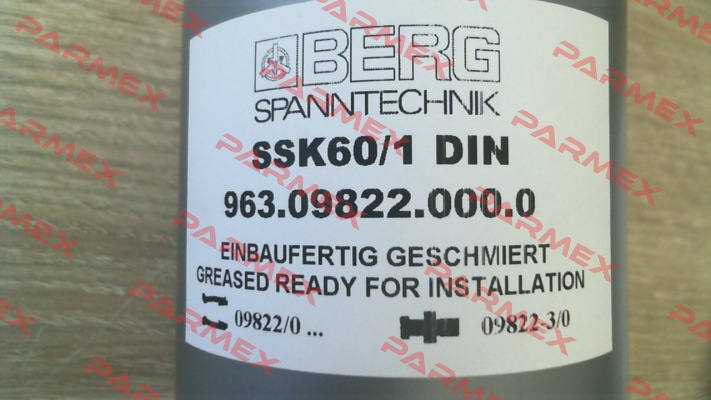 BERG
SPANNTECHNIK
SSK60/1 DIN
963.09822.000.0
EINBAUFERTIG GESCHMIERT
GREASED READY FOR INSTALLATION
09822/0 ... 09822-3/0
PARMEX